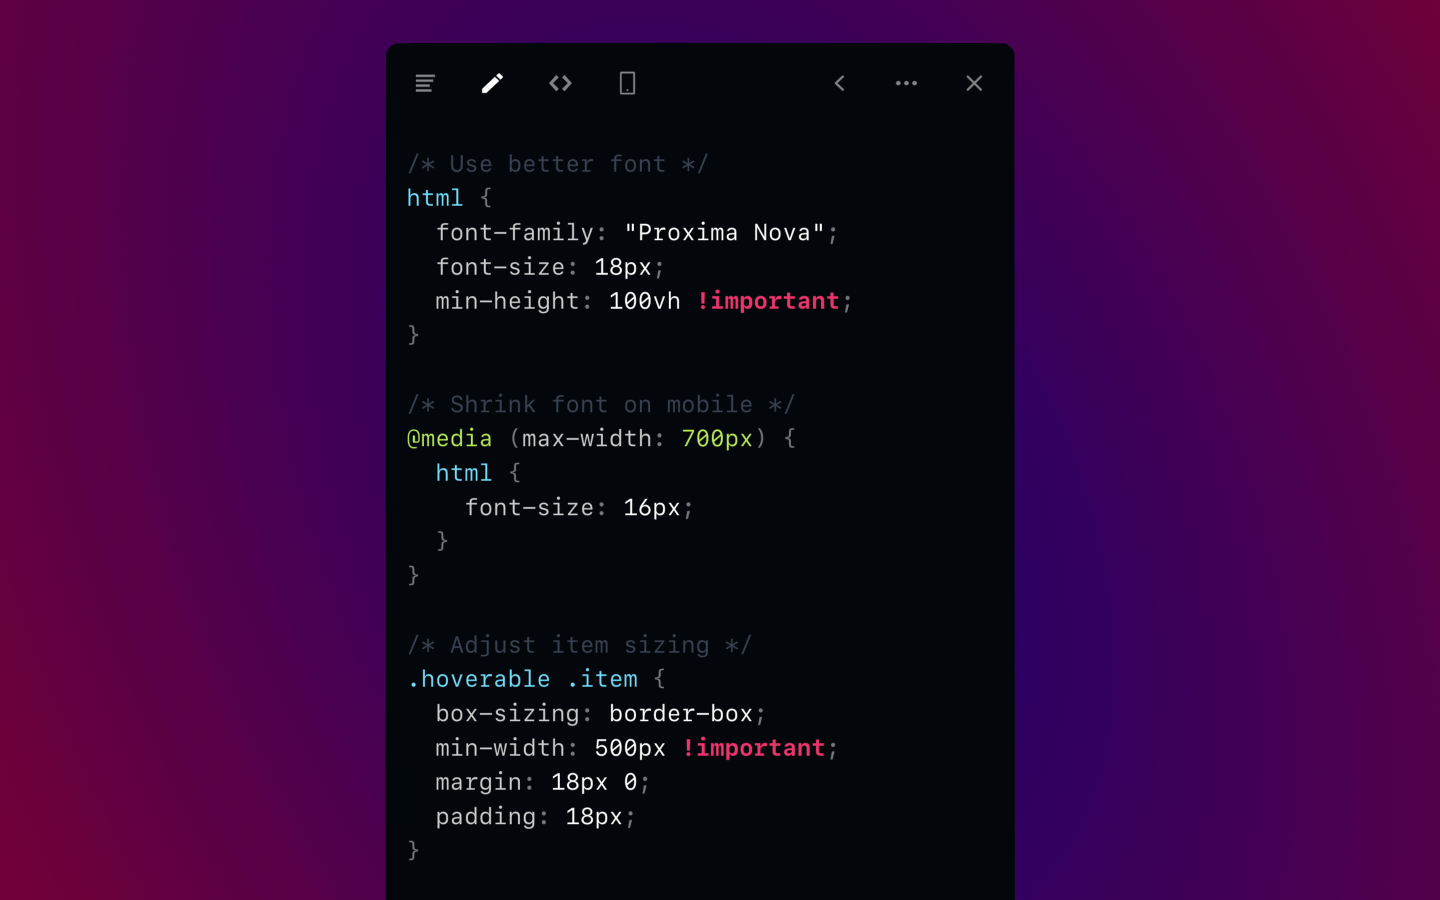 /* Use better font */
html {
  font-family: "Proxima Nova";
  font-size: 18px;
  min-height: 100vh !important;
}
/* Shrink font on mobile */
@media (max-width: 700px) {
  html {
    font-size: 16px;
  }
}
/* Adjust item sizing */
.hoverable .item {
  box-sizing: border-box;
  min-width: 500px !important;
  margin: 18px 0;
  padding: 18px;
}